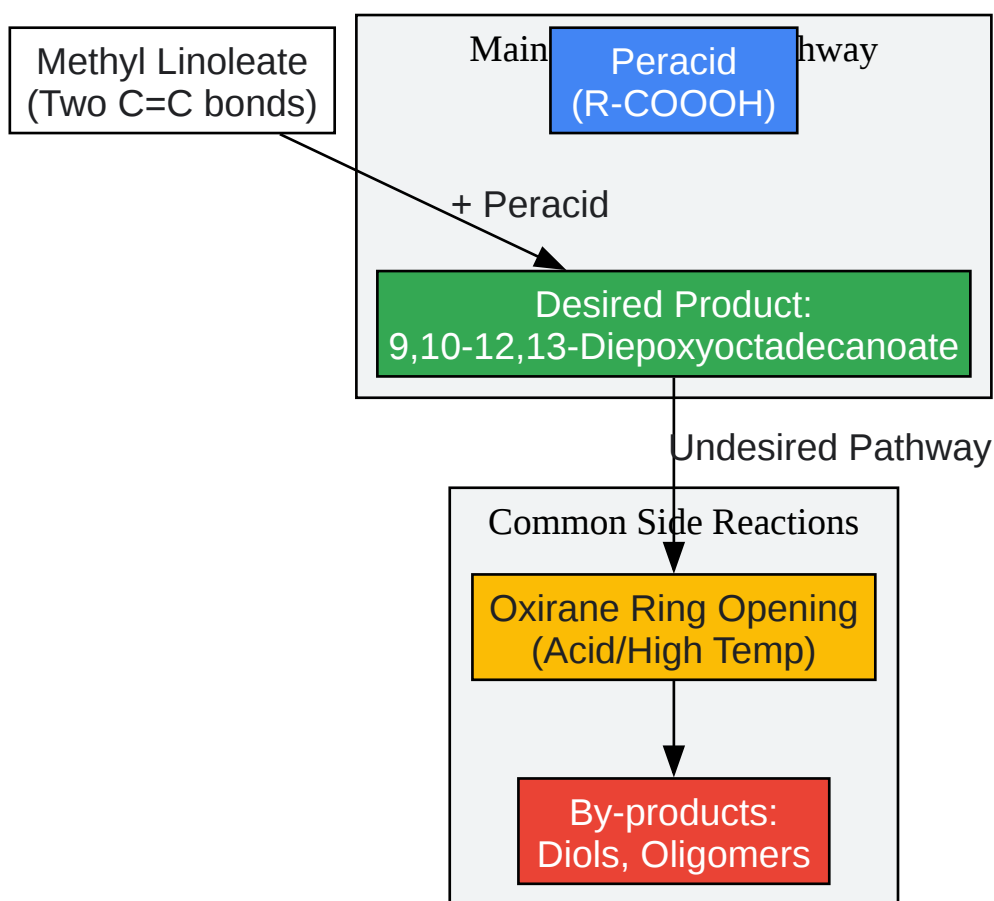 Methyl Linoleate
(Two C=C bonds)
Main
hway
Peracid
(R-COOOH)
+ Peracid
Desired Product:
9,10-12,13-Diepoxyoctadecanoate
Undesired Pathway
Common Side Reactions
Oxirane Ring Opening
(Acid/High Temp)
By-products:
Diols, Oligomers